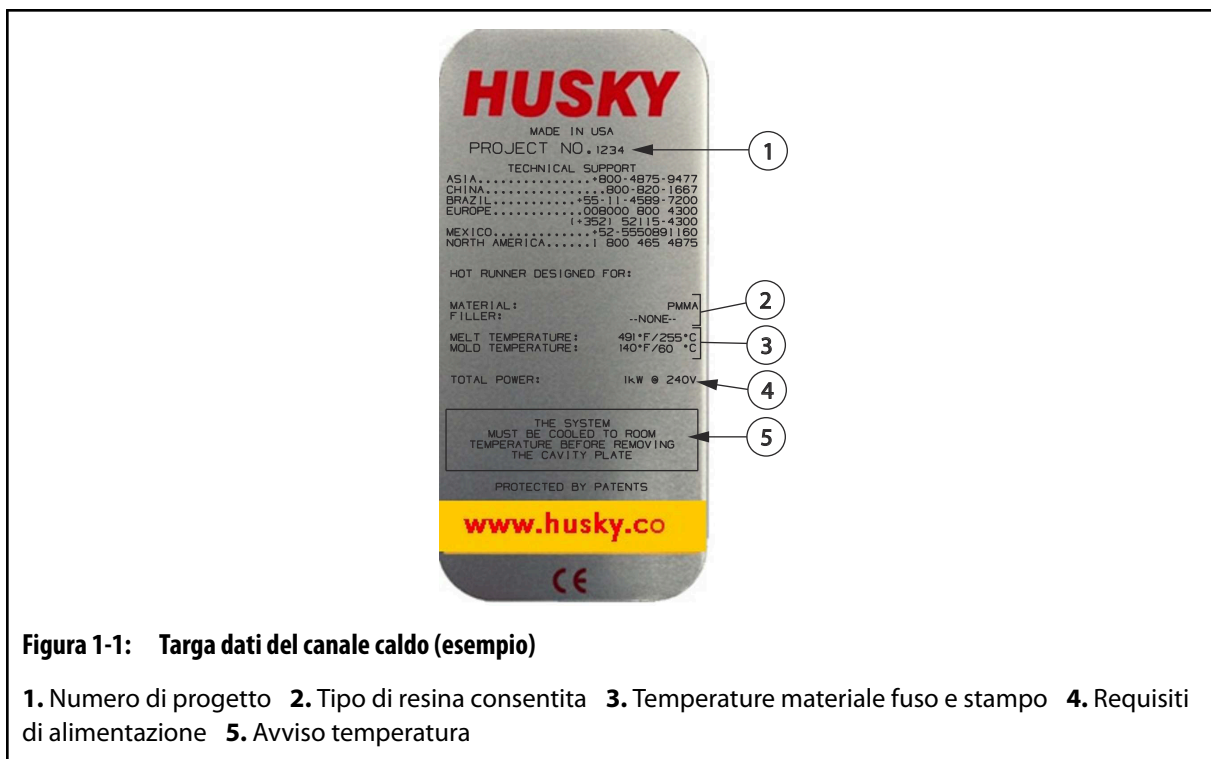 HUSKY
MADE IN USA
PROJECT NO.1234
1
TECHNICAL SUPPORT
ASIA...............+800-4875-9477
CHINA...............800-820-1667
BRAZIL...........+55-11-4589-7200
EUROPE............008000 800 4300
(+352) 52115-4300
MEXICO.............+52-5550891160
NORTH AMERICA......1 800 465 4875
HOT RUNNER DESIGNED FOR:
MATERIAL: PMMA
FILLER: --NONE--
2
MELT TEMPERATURE: 491°F/255°C
MOLD TEMPERATURE: 140°F/60 °C
3
TOTAL POWER: 1kW @ 240V
4
THE SYSTEM
MUST BE COOLED TO ROOM
TEMPERATURE BEFORE REMOVING
THE CAVITY PLATE
5
PROTECTED BY PATENTS
www.husky.co
CE
Figura 1-1: Targa dati del canale caldo (esempio)
1. Numero di progetto 2. Tipo di resina consentita 3. Temperature materiale fuso e stampo 4. Requisiti
di alimentazione 5. Avviso temperatura